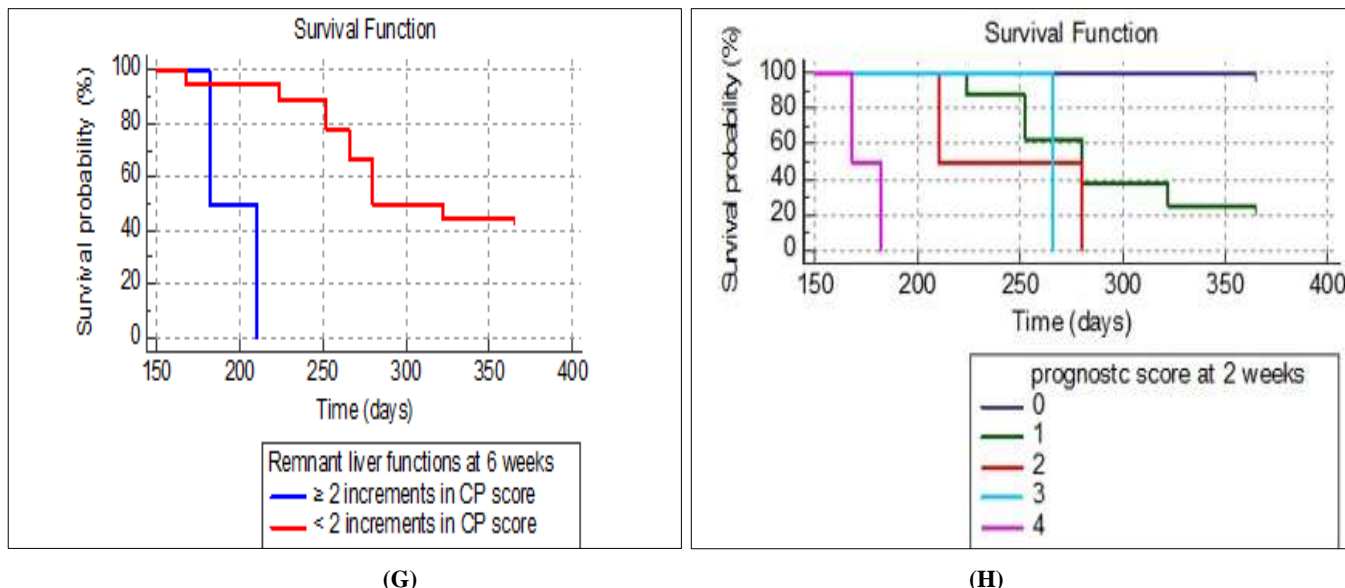 Survival Function
Survival probability (%)
100
80
60
40
20
0
150 200 250 300 350 400
Time (days)
Remnant liver functions at 6 weeks
≥ 2 increments in CP score
< 2 increments in CP score
(G)
Survival Function
Survival probability (%)
100
80
60
40
20
0
150 200 250 300 350 400
Time (days)
prognostc score at 2 weeks
0
1
2
3
4
(H)